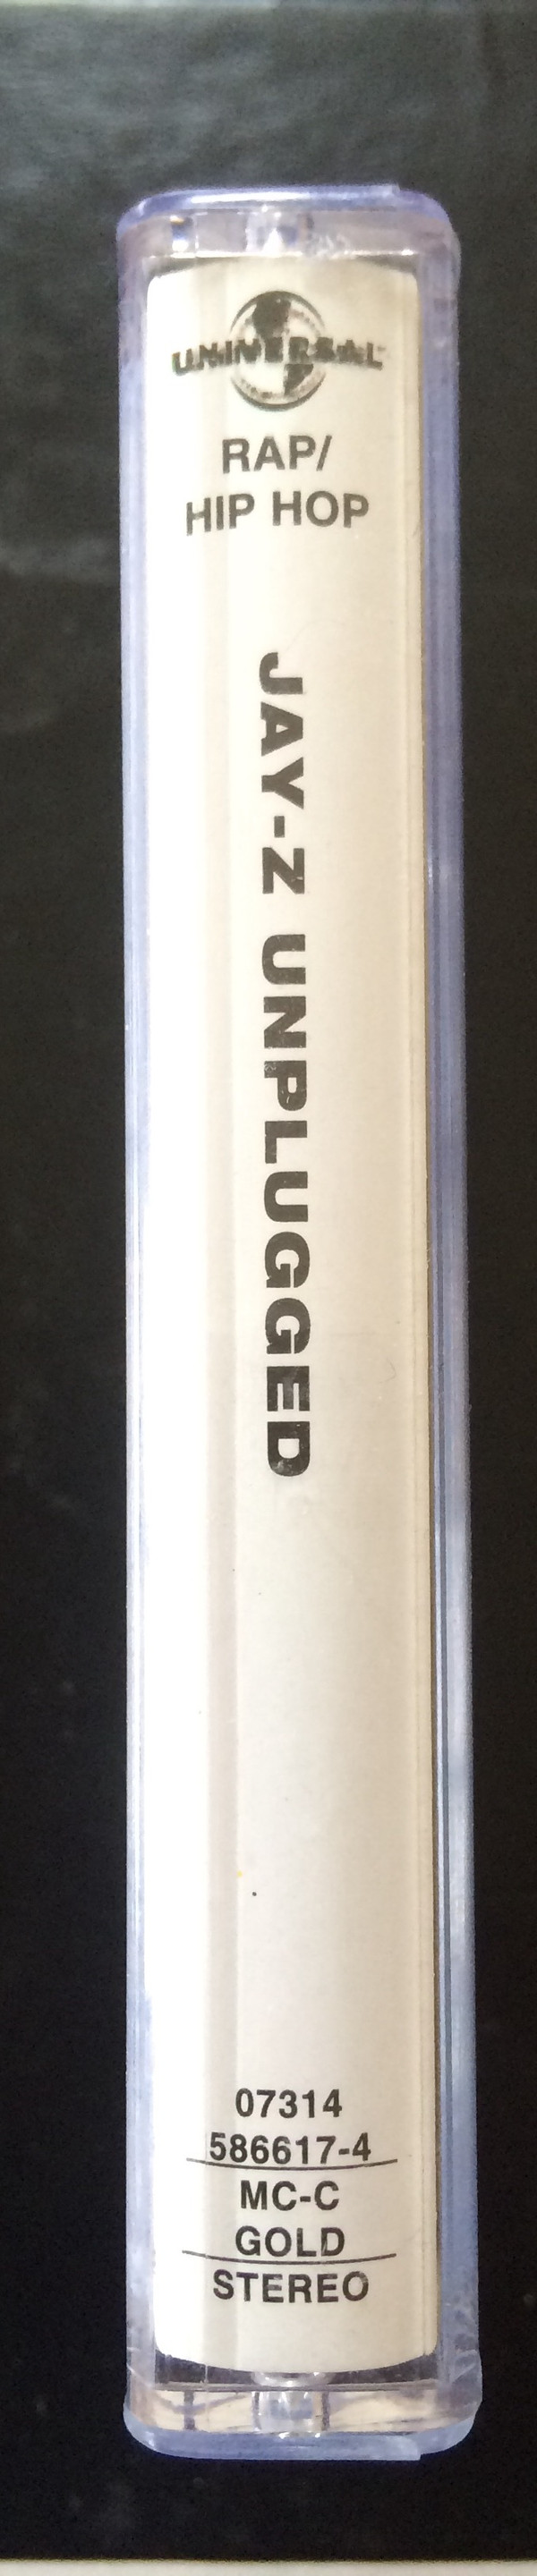 UNIVERSAL
RAP/
HIP HOP
JAY-Z UNPLUGGED
07314
586617-4
MC-C
GOLD
STEREO